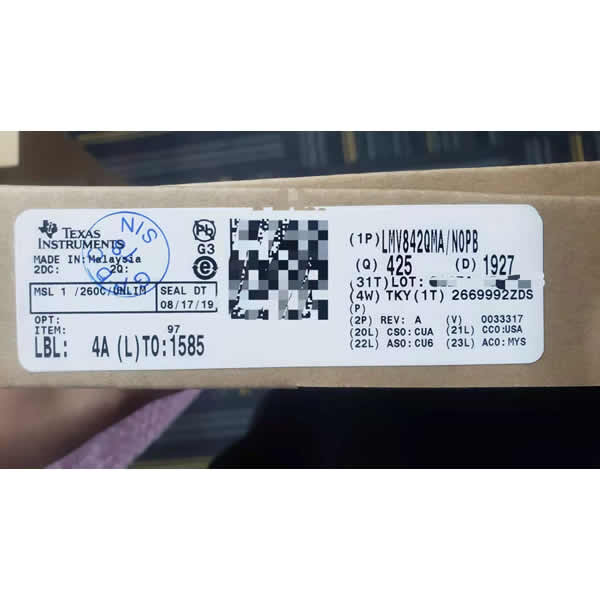 TEXAS
INSTRUMENTS
MADE IN: Malaysia
2DC: 2Q:
MSL 1 /260C/UNLIM
SEAL DT
08/17/19
OPT:
ITEM: 97
LBL: 4A (L)TO:1585
Pb
G3
e
NIS
(1P) LMV842QMA/NOPB
(Q) 425 (D) 1927
(31T) LOT:
(4W) TKY(1T) 2669992ZDS
(P)
(2P) REV: A (V) 0033317
(20L) CSO:CUA (21L) CCO:USA
(22L) ASO:CU6 (23L) ACO:MYS